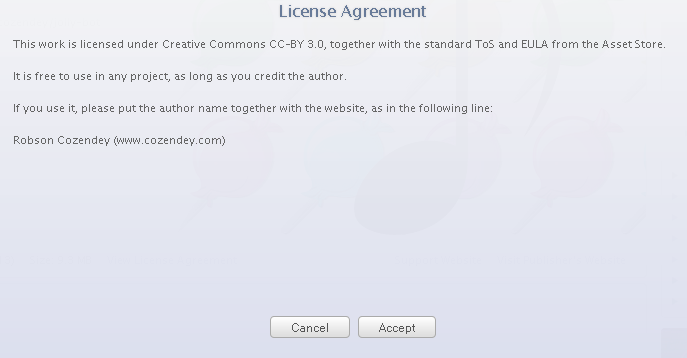 License Agreement
This work is licensed under Creative Commons CC-BY 3.0, together with the standard ToS and EULA from the Asset Store.
It is free to use in any project, as long as you credit the author.
If you use it, please put the author name together with the website, as in the following line:
Robson Cozendey (www.cozendey.com)
Cancel
Accept